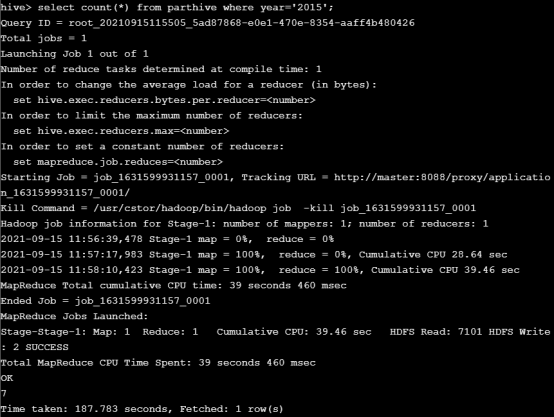 hive> select count(*) from parthive where year='2015';
Query ID = root_20210915115505_5ad87868-e0e1-470e-8354-aaff4b480426
Total jobs = 1
Launching Job 1 out of 1
Number of reduce tasks determined at compile time: 1
In order to change the average load for a reducer (in bytes):
  set hive.exec.reducers.bytes.per.reducer=<number>
In order to limit the maximum number of reducers:
  set hive.exec.reducers.max=<number>
In order to set a constant number of reducers:
  set mapreduce.job.reduces=<number>
Starting Job = job_1631599931157_0001, Tracking URL = http://master:8088/proxy/applicatio
n_1631599931157_0001/
Kill Command = /usr/cstor/hadoop/bin/hadoop job  -kill job_1631599931157_0001
Hadoop job information for Stage-1: number of mappers: 1; number of reducers: 1
2021-09-15 11:56:39,478 Stage-1 map = 0%,  reduce = 0%
2021-09-15 11:57:17,983 Stage-1 map = 100%,  reduce = 0%, Cumulative CPU 28.64 sec
2021-09-15 11:58:10,423 Stage-1 map = 100%,  reduce = 100%, Cumulative CPU 39.46 sec
MapReduce Total cumulative CPU time: 39 seconds 460 msec
Ended Job = job_1631599931157_0001
MapReduce Jobs Launched:
Stage-Stage-1: Map: 1  Reduce: 1   Cumulative CPU: 39.46 sec   HDFS Read: 7101 HDFS Write
: 2 SUCCESS
Total MapReduce CPU Time Spent: 39 seconds 460 msec
OK
7
Time taken: 187.783 seconds, Fetched: 1 row(s)